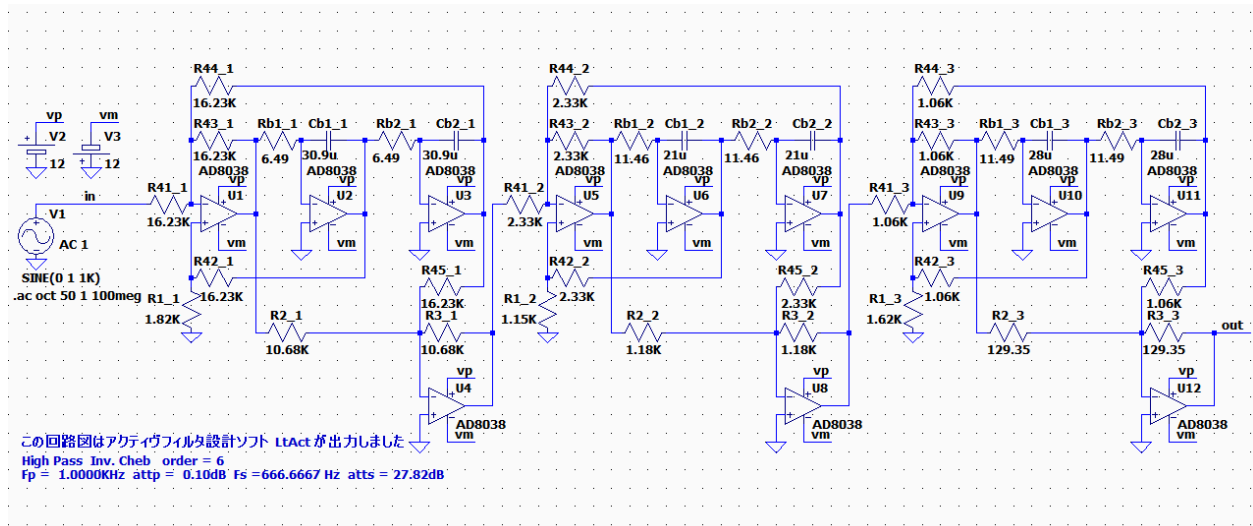 R44_1
16.23K
R43_1
16.23K
Rb1_1
6.49
Cb1_1
30.9u
Rb2_1
6.49
Cb2_1
30.9u
vp
V2
12
vm
V3
12
in
V1
AC 1
SINE(0 1 1K)
.ac oct 50 1 100meg
R41_1
16.23K
vp
U1
vm
AD8038
vp
U2
vm
AD8038
vp
U3
vm
R42_1
16.23K
R1_1
1.82K
R2_1
10.68K
R45_1
16.23K
R3_1
10.68K
vp
U4
AD8038
vm
R44_2
2.33K
R43_2
2.33K
Rb1_2
11.46
Cb1_2
21u
Rb2_2
11.46
Cb2_2
21u
R41_2
2.33K
AD8038
vp
U5
vm
AD8038
vp
U6
vm
AD8038
vp
U7
vm
R42_2
2.33K
R1_2
1.15K
R2_2
1.18K
R45_2
2.33K
R3_2
1.18K
vp
U8
AD8038
vm
R44_3
1.06K
R43_3
1.06K
Rb1_3
11.49
Cb1_3
28u
Rb2_3
11.49
Cb2_3
28u
R41_3
1.06K
AD8038
vp
U9
vm
AD8038
vp
U10
vm
AD8038
vp
U11
vm
R42_3
1.06K
R1_3
1.62K
R2_3
129.35
R45_3
1.06K
R3_3
129.35
out
vp
U12
AD8038
vm
この回路図はアクティヴフィルタ設計ソフト LtAct が出力しました
High Pass Inv. Cheb order = 6
Fp = 1.0000KHz attp = 0.10dB Fs =666.6667 Hz atts = 27.82dB